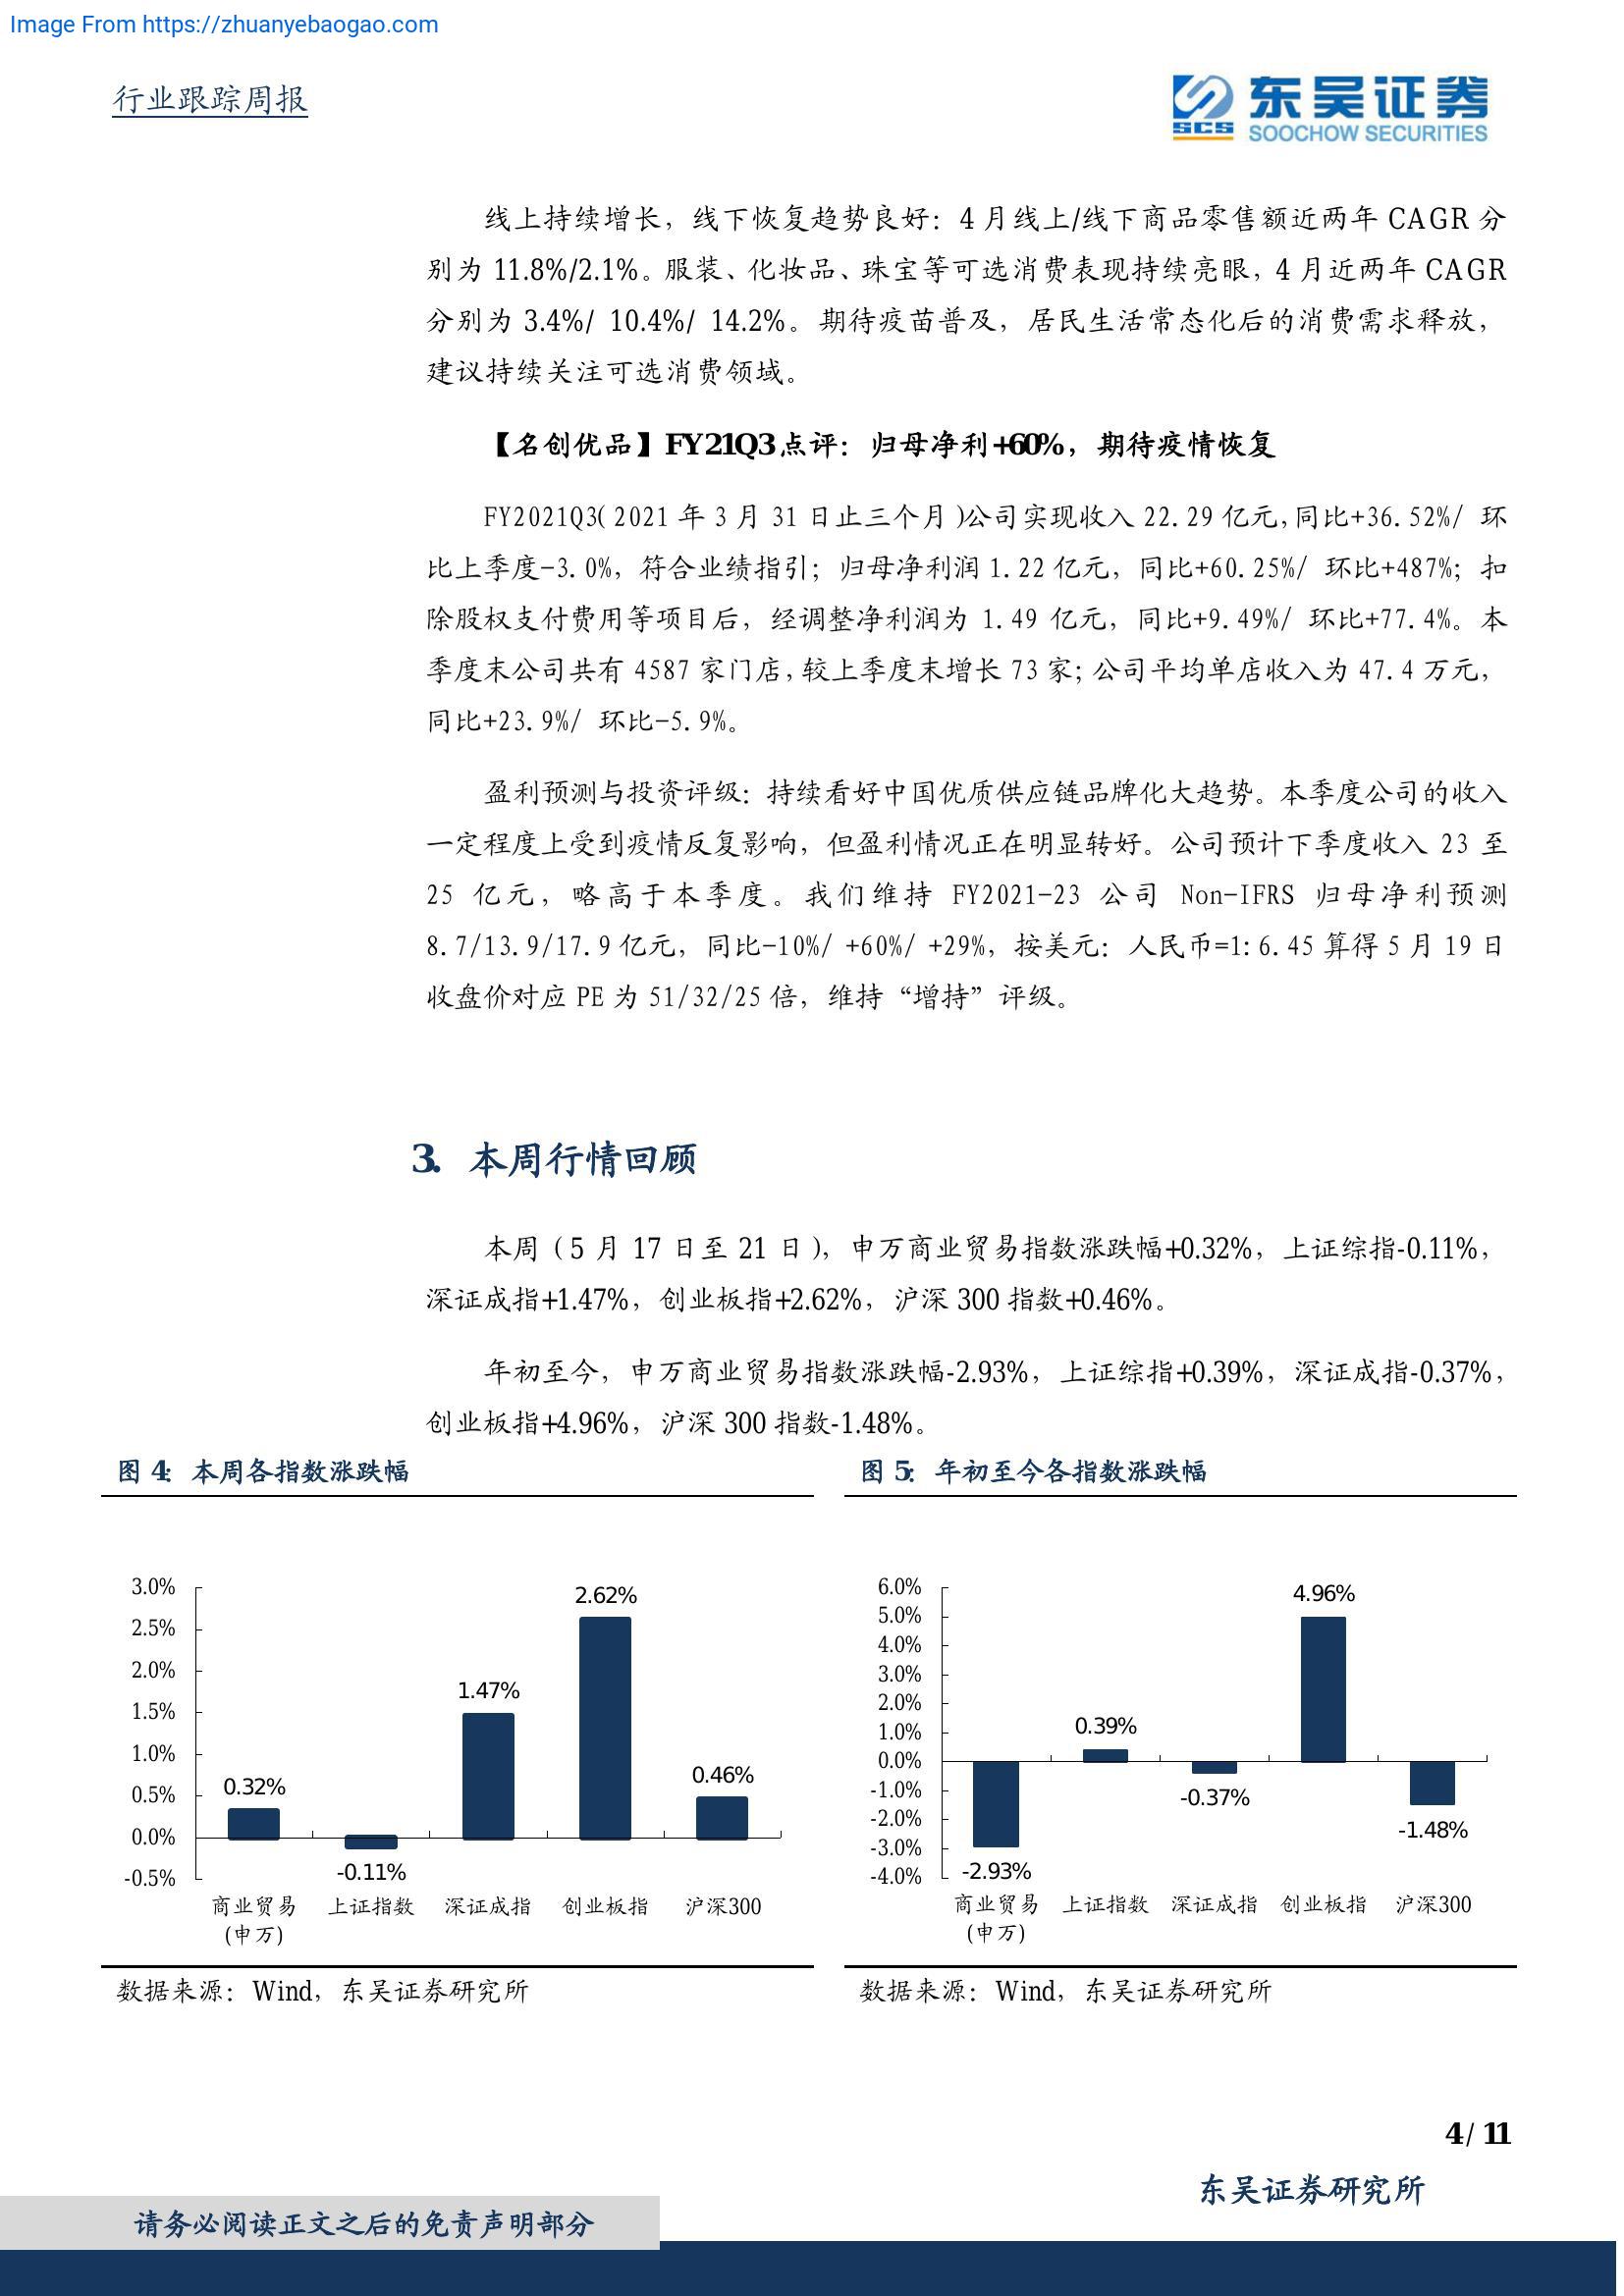 Image From https://zhuanyebaogao.com
行业跟踪周报
东吴证券
SCS
SOOCHOW SECURITIES
线上持续增长，线下恢复趋势良好：4 月线上/线下商品零售额近两年 CAGR 分
别为 11.8%/2.1%。服装、化妆品、珠宝等可选消费表现持续亮眼，4 月近两年 CAGR
分别为 3.4%/ 10.4%/ 14.2%。期待疫苗普及，居民生活常态化后的消费需求释放，
建议持续关注可选消费领域。
【名创优品】FY21Q3 点评：归母净利+60%，期待疫情恢复
FY2021Q3（2021 年 3 月 31 日止三个月）公司实现收入 22.29 亿元，同比+36.52%/ 环
比上季度-3.0%，符合业绩指引；归母净利润 1.22 亿元，同比+60.25%/ 环比+487%；扣
除股权支付费用等项目后，经调整净利润为 1.49 亿元，同比+9.49%/ 环比+77.4%。本
季度末公司共有 4587 家门店，较上季度末增长 73 家；公司平均单店收入为 47.4 万元，
同比+23.9%/ 环比-5.9%。
盈利预测与投资评级：持续看好中国优质供应链品牌化大趋势。本季度公司的收入
一定程度上受到疫情反复影响，但盈利情况正在明显转好。公司预计下季度收入 23 至
25 亿元，略高于本季度。我们维持 FY2021-23 公司 Non-IFRS 归母净利预测
8.7/13.9/17.9 亿元，同比-10%/ +60%/ +29%，按美元：人民币=1:6.45 算得 5 月 19 日
收盘价对应 PE 为 51/32/25 倍，维持“增持”评级。
3. 本周行情回顾
本周（5 月 17 日至 21 日），申万商业贸易指数涨跌幅+0.32%，上证综指-0.11%，
深证成指+1.47%，创业板指+2.62%，沪深 300 指数+0.46%。
年初至今，申万商业贸易指数涨跌幅-2.93%，上证综指+0.39%，深证成指-0.37%，
创业板指+4.96%，沪深 300 指数-1.48%。
图 4：本周各指数涨跌幅
3.0%
2.5%
2.0%
1.5%
1.0%
0.5%
0.0%
-0.5%
0.32%
-0.11%
1.47%
2.62%
0.46%
商业贸易
(申万)
上证指数
深证成指
创业板指
沪深300
数据来源：Wind，东吴证券研究所
图 5：年初至今各指数涨跌幅
6.0%
5.0%
4.0%
3.0%
2.0%
1.0%
0.0%
-1.0%
-2.0%
-3.0%
-4.0%
-2.93%
0.39%
-0.37%
4.96%
-1.48%
商业贸易
(申万)
上证指数
深证成指
创业板指
沪深300
数据来源：Wind，东吴证券研究所
4 / 11
东吴证券研究所
请务必阅读正文之后的免责声明部分